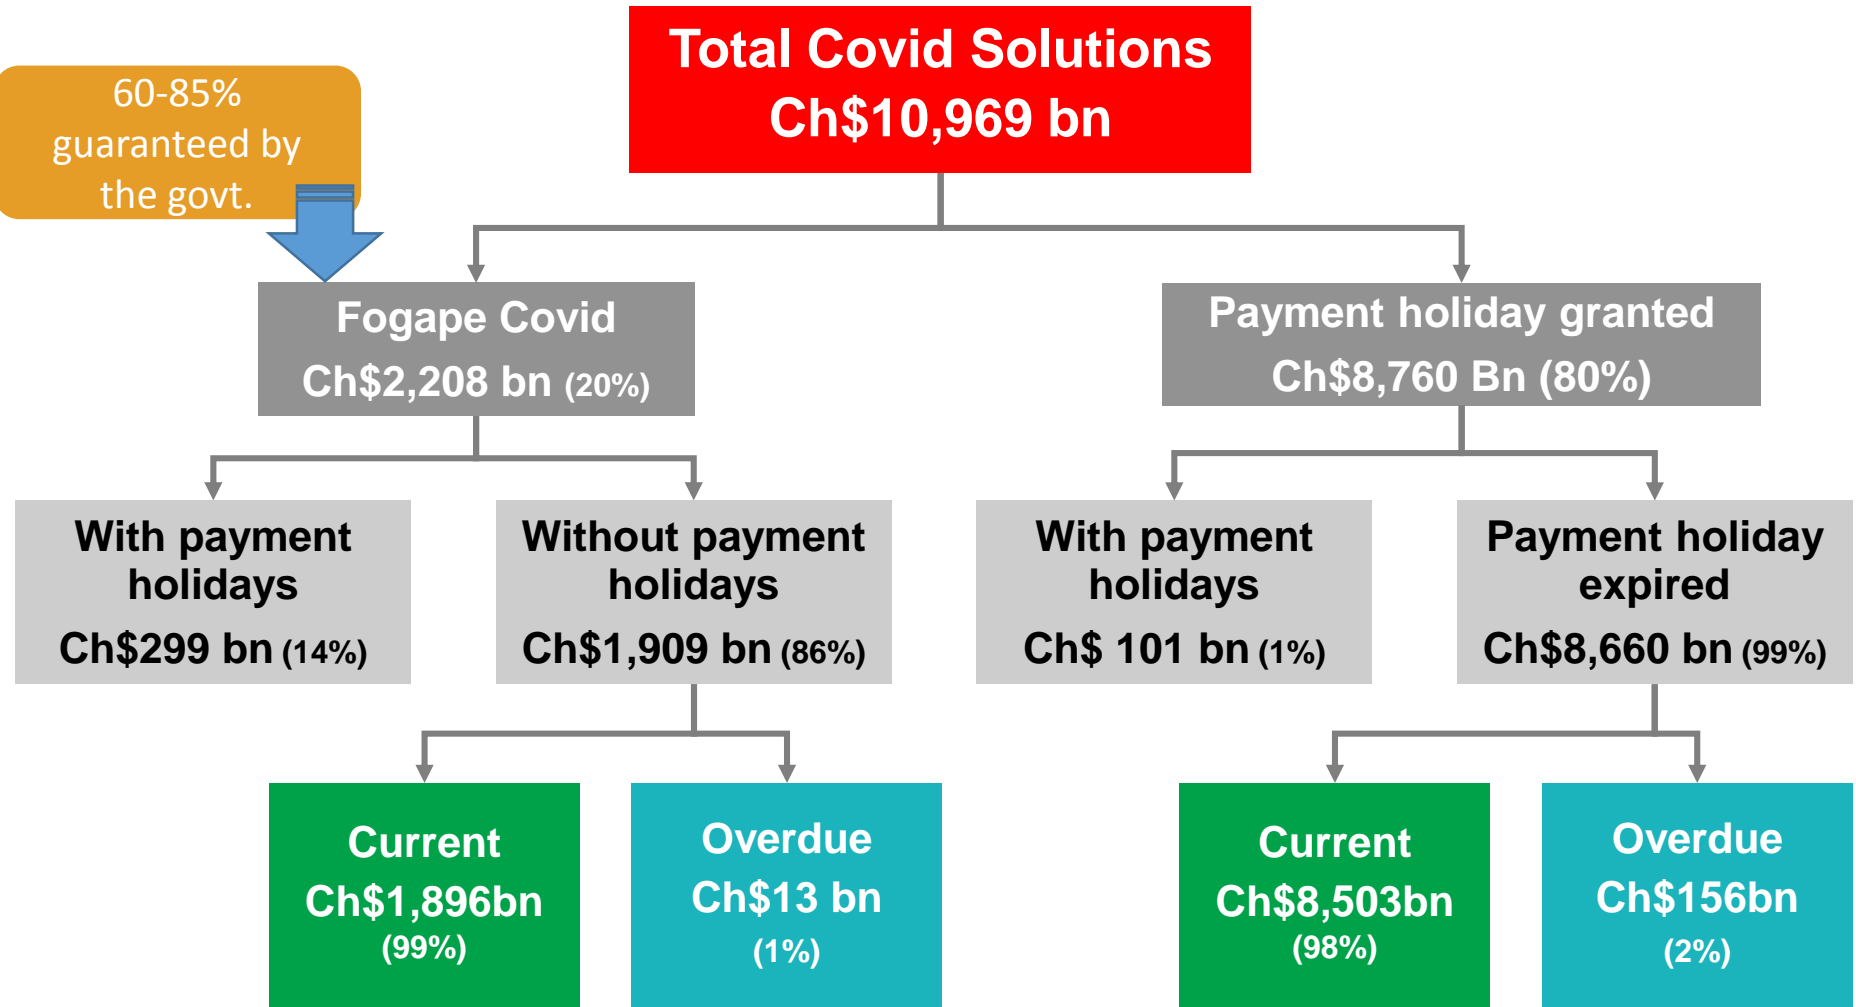 Total Covid Solutions
Ch$10,969 bn
60-85%
guaranteed by
the govt.
Fogape Covid
Ch$2,208 bn (20%)
Payment holiday granted
Ch$8,760 Bn (80%)
With payment
holidays
Ch$299 bn (14%)
Without payment
holidays
Ch$1,909 bn (86%)
With payment
holidays
Ch$ 101 bn (1%)
Payment holiday
expired
Ch$8,660 bn (99%)
Current
Ch$1,896bn
(99%)
Overdue
Ch$13 bn
(1%)
Current
Ch$8,503bn
(98%)
Overdue
Ch$156bn
(2%)